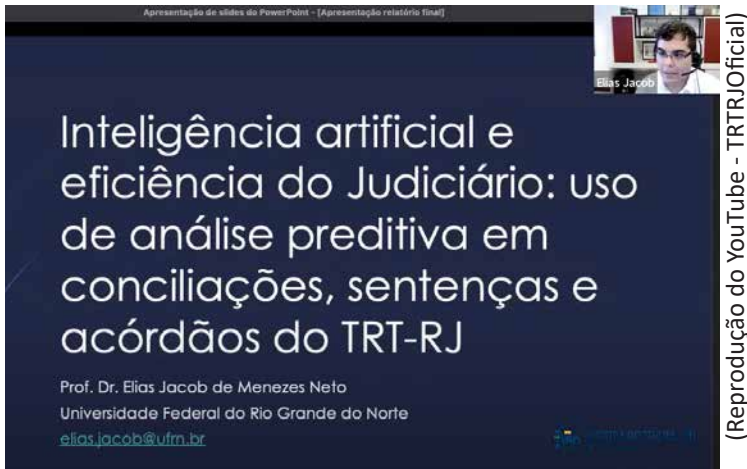 Apresentação de slides do PowerPoint - [Apresentação relatório final]
Elias Jacob
Inteligência artificial e
eficiência do Judiciário: uso
de análise preditiva em
conciliações, sentenças e
acórdãos do TRT-RJ
Prof. Dr. Elias Jacob de Menezes Neto
Universidade Federal do Rio Grande do Norte
elias.jacob@ufrn.br
(Reprodução do YouTube - TRTRJOficial)